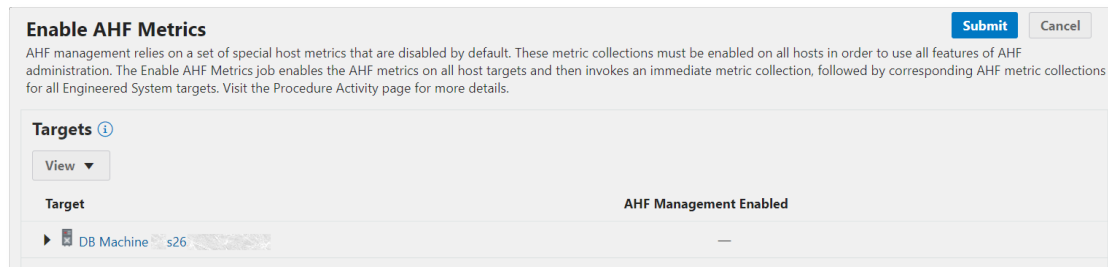 Enable AHF Metrics
Submit
Cancel
AHF management relies on a set of special host metrics that are disabled by default. These metric collections must be enabled on all hosts in order to use all features of AHF
administration. The Enable AHF Metrics job enables the AHF metrics on all host targets and then invokes an immediate metric collection, followed by corresponding AHF metric collections
for all Engineered System targets. Visit the Procedure Activity page for more details.
Targets
View
Target AHF Management Enabled
DB Machine s26 —